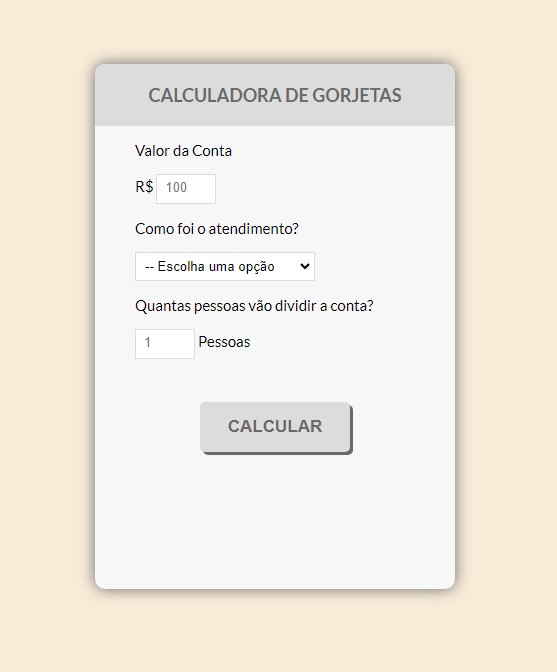 CALCULADORA DE GORJETAS
Valor da Conta
R$ 100
Como foi o atendimento?
-- Escolha uma opção
Quantas pessoas vão dividir a conta?
1 Pessoas
CALCULAR